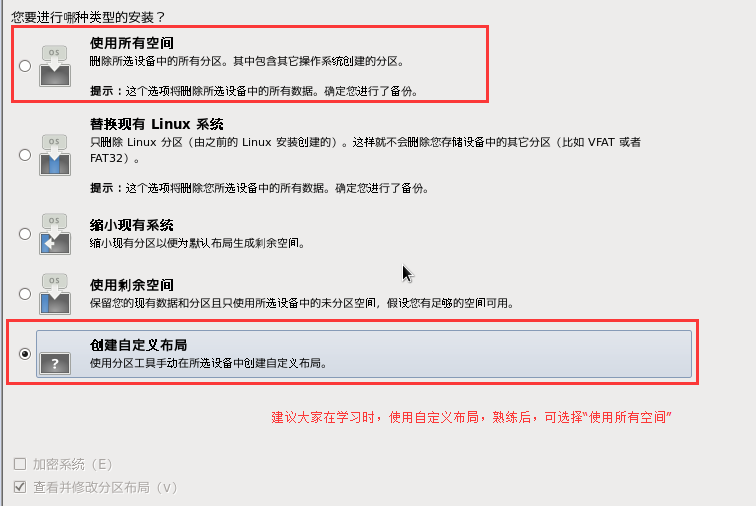 您要进行哪种类型的安装？
OS
使用所有空间
删除所选设备中的所有分区。其中包含其它操作系统创建的分区。
提示：这个选项将删除所选设备中的所有数据。确定您进行了备份。
OS
替换现有 Linux 系统
只删除 Linux 分区（由之前的 Linux 安装创建的）。这样就不会删除您存储设备中的其它分区（比如 VFAT 或者
FAT32）。
提示：这个选项将删除您所选设备中的所有数据。确定您进行了备份。
OS
缩小现有系统
缩小现有分区以便为默认布局生成剩余空间。
OS
使用剩余空间
保留您的现有数据和分区且只使用所选设备中的未分区空间，假设您有足够的空间可用。
?
创建自定义布局
使用分区工具手动在所选设备中创建自定义布局。
建议大家在学习时，使用自定义布局，熟练后，可选择“使用所有空间”
加密系统（E）
查看并修改分区布局（v）